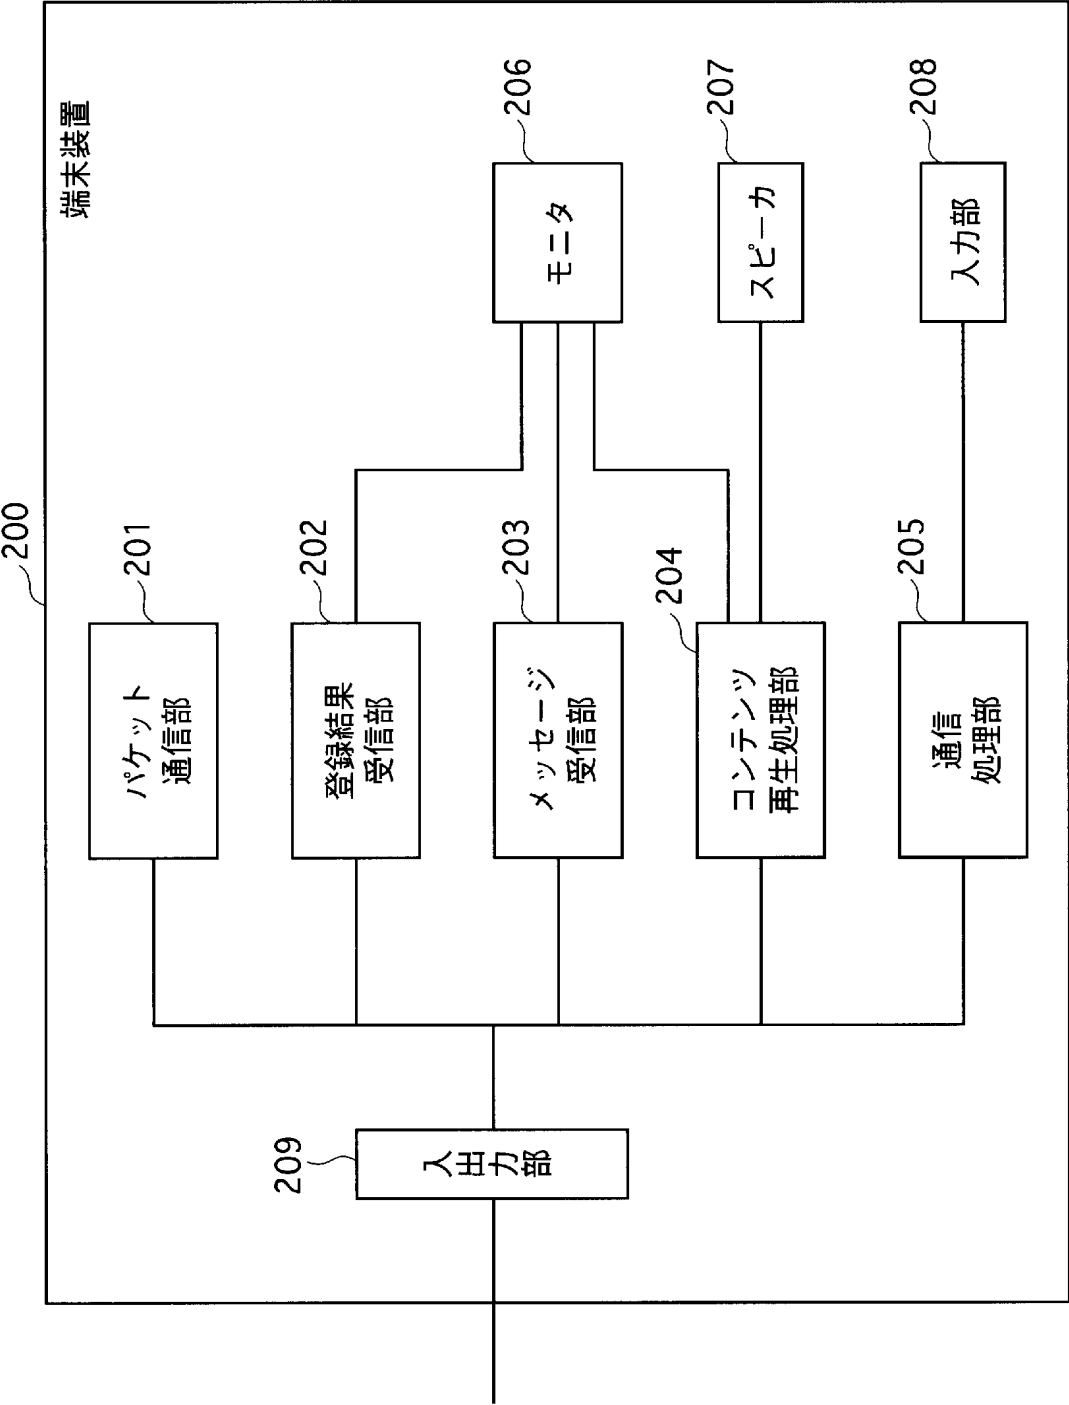 200
端末装置
201
パケット
通信部
202
登録結果
受信部
203
メッセージ
受信部
204
コンテンツ
再生処理部
205
通信
処理部
206
モニタ
207
スピーカ
208
入力部
209
入出力部